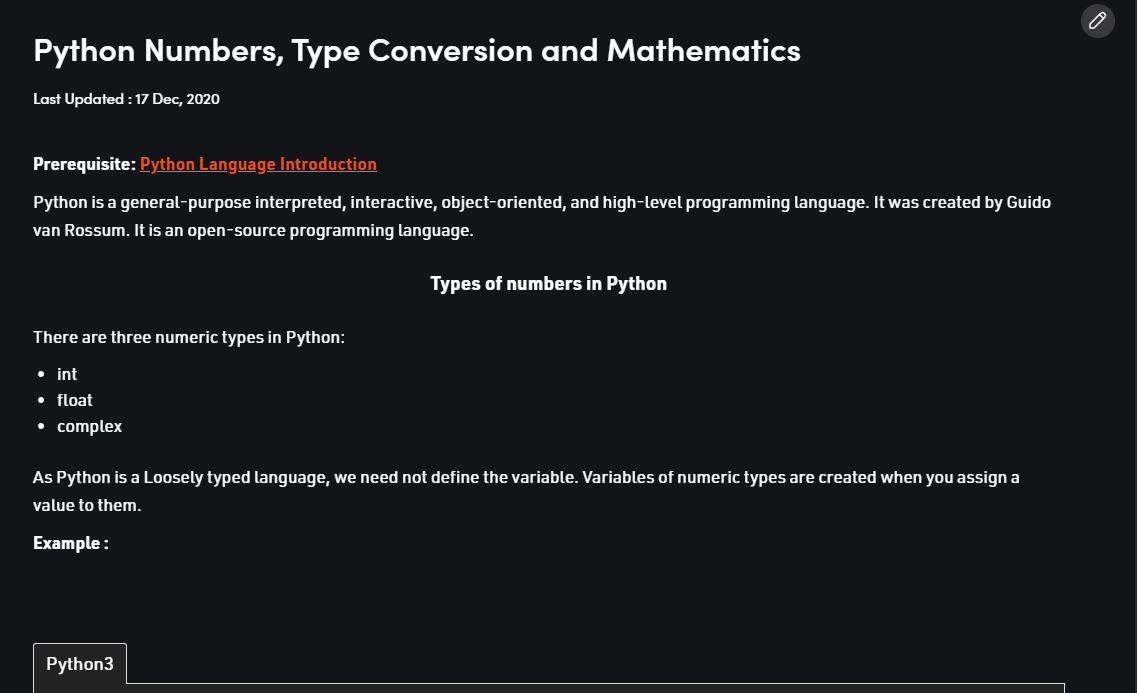 Python Numbers, Type Conversion and Mathematics
Last Updated : 17 Dec, 2020
Prerequisite: Python Language Introduction
Python is a general-purpose interpreted, interactive, object-oriented, and high-level programming language. It was created by Guido
van Rossum. It is an open-source programming language.
Types of numbers in Python
There are three numeric types in Python:
• int
• float
• complex
As Python is a Loosely typed language, we need not define the variable. Variables of numeric types are created when you assign a
value to them.
Example :
Python3